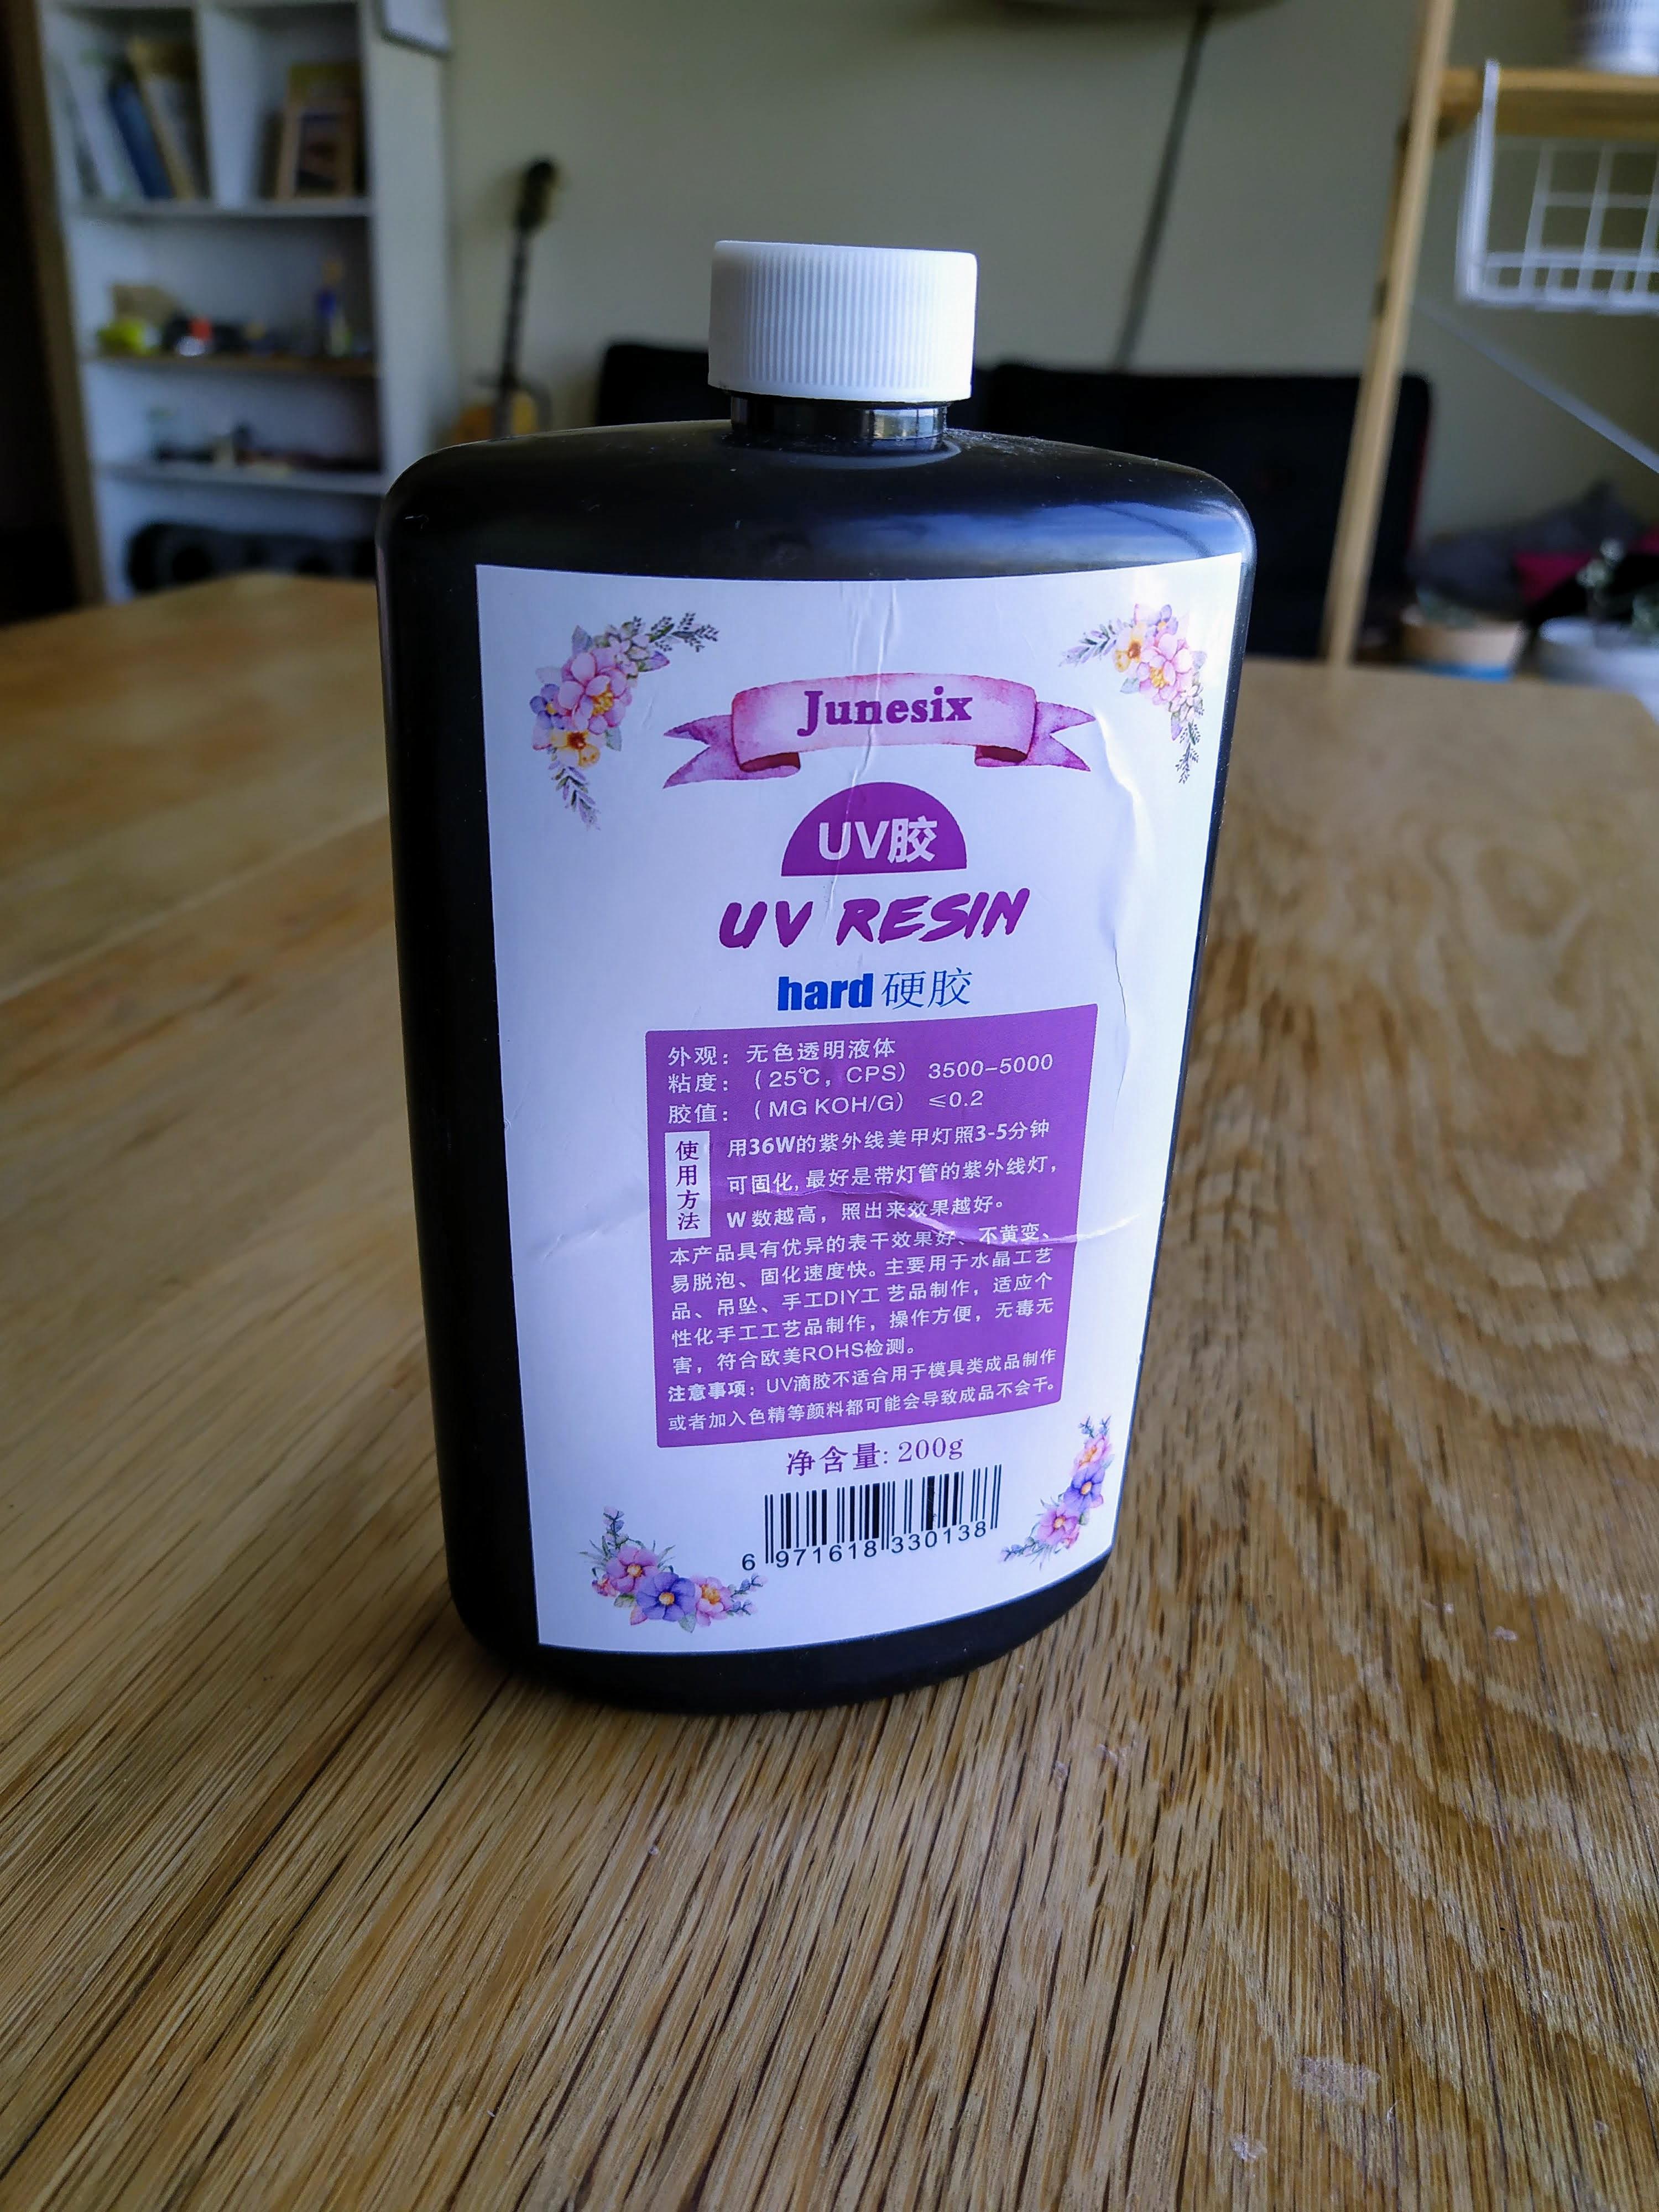 Junesix
UV胶
UV RESIN
hard 硬胶
外观：无色透明液体
粘度：（25℃，CPS） 3500-5000
胶值：（MG KOH/G） ≤0.2
使用方法
用36W的紫外线美甲灯照3-5分钟
可固化,最好是带灯管的紫外线灯，
W 数越高，照出来效果越好。
本产品具有优异的表干效果好、不黄变、
易脱泡、固化速度快。主要用于水晶工艺
品、吊坠、手工DIY工 艺品制作，适应个
性化手工工艺品制作，操作方便，无毒无
害，符合欧美ROHS检测。
注意事项：UV滴胶不适合用于模具类成品制作
或者加入色精等颜料都可能会导致成品不会干。
净含量: 200g
6 971618 330138